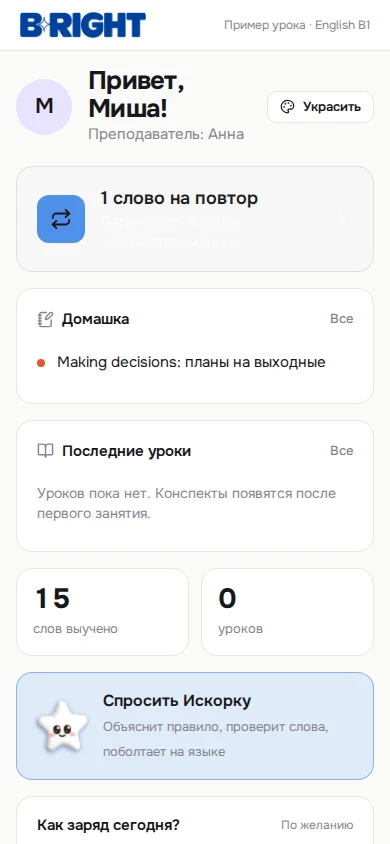 BRIGHT
Пример урока · English B1
Привет,
Миша!
Преподаватель: Анна
М
Украсить
1 слово на повтор
Домашка
Все
Making decisions: планы на выходные
Последние уроки
Все
Уроков пока нет. Конспекты появятся после
первого занятия.
15
слов выучено
0
уроков
Спросить Искорку
Объяснит правило, проверит слова,
поболтает на языке
Как заряд сегодня?
По желанию